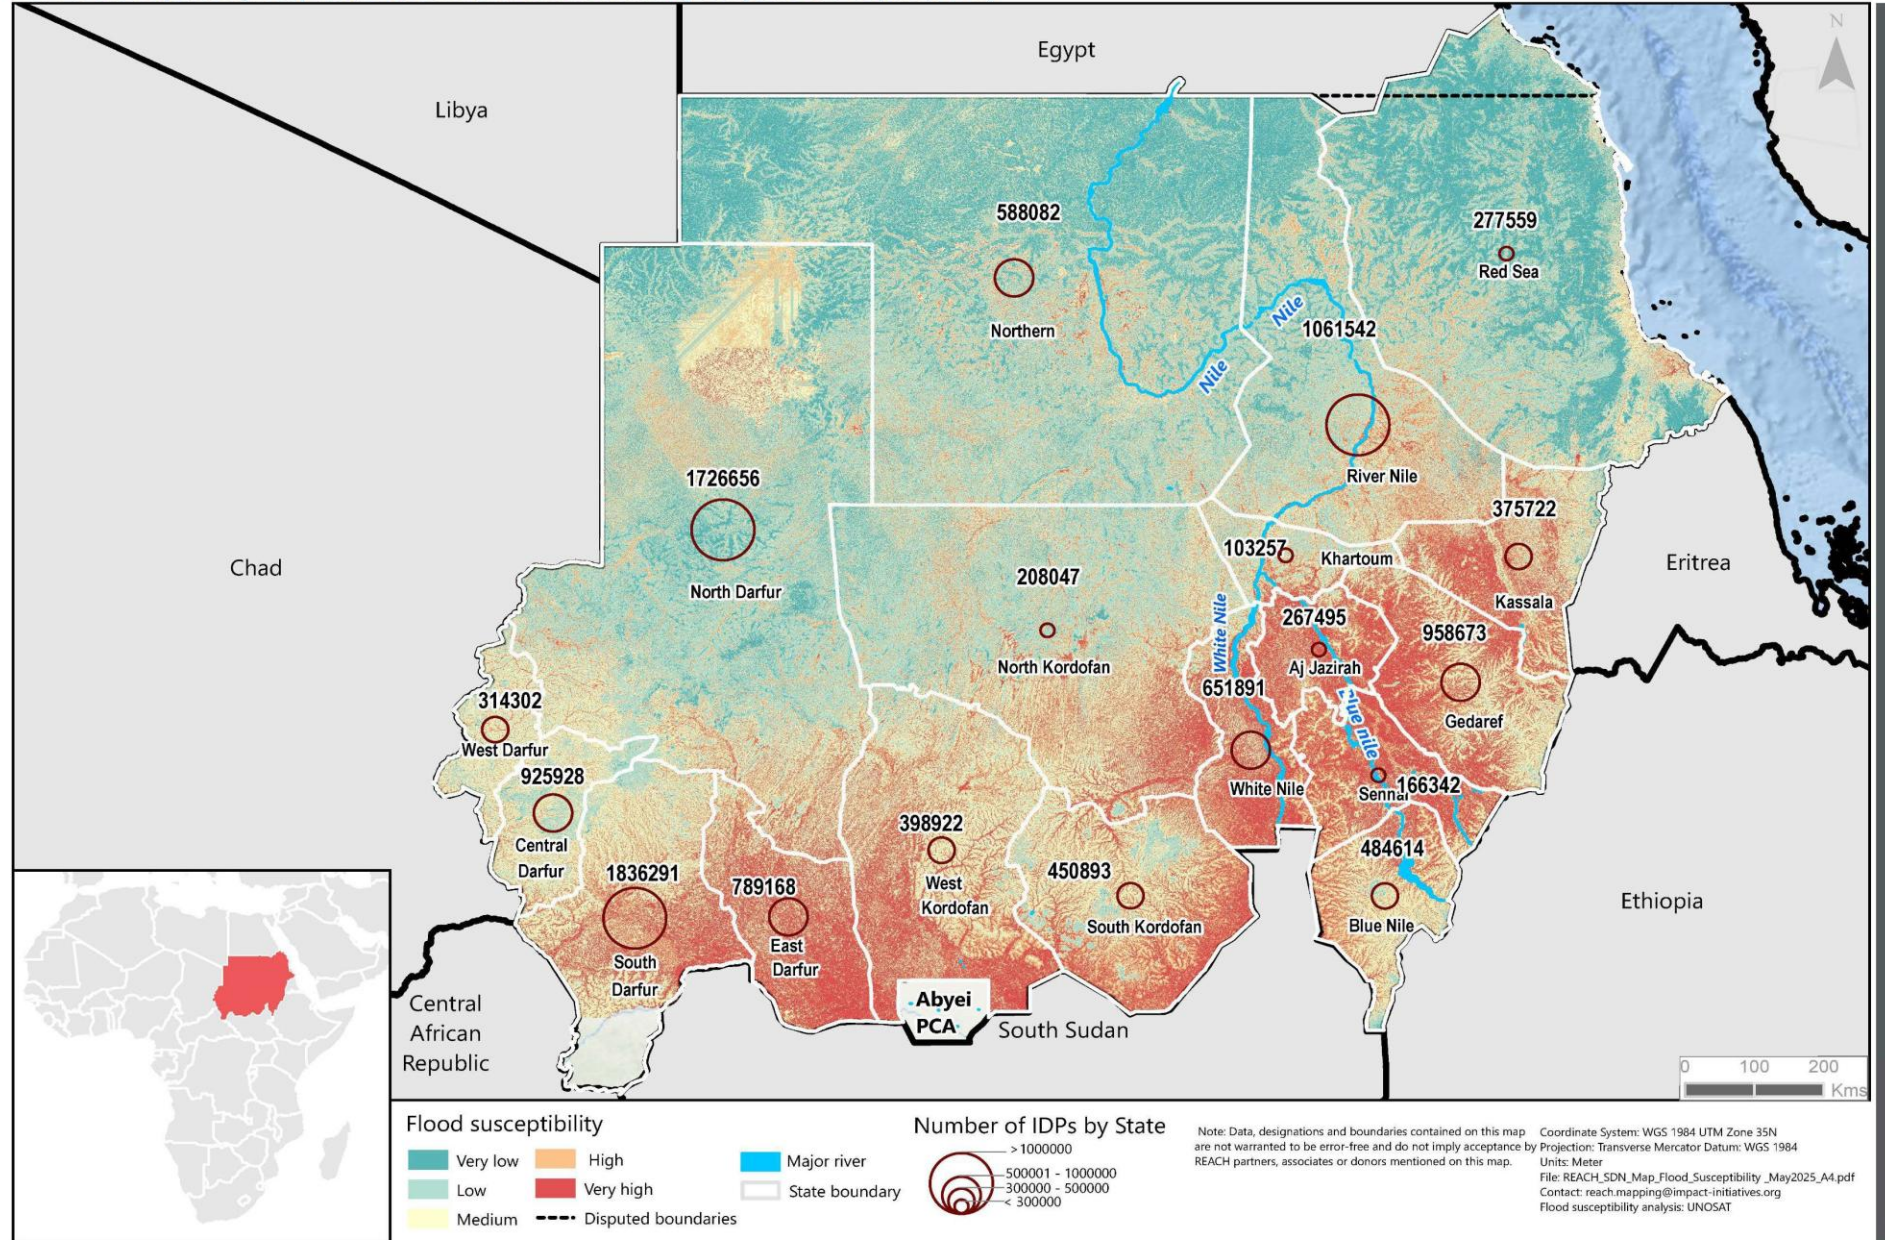 Egypt
N
Libya
588082
277559
Red Sea
Northern
Nile
Nile
1061542
1726656
River Nile
375722
North Darfur
103257
Khartoum
Chad
Eritrea
208047
Kassala
White Nile
267495
958673
North Kordofan
Aj Jazirah
651891
314302
Gedaref
West Darfur
Blue nile
925928
White Nile
Sennar
166342
398922
Central
Darfur
484614
1836291
789168
West
Kordofan
450893
South Kordofan
Blue Nile
Ethiopia
East
Darfur
South
Darfur
Abyei
PCA
Central
African
Republic
South Sudan
0 100 200
Kms
Flood susceptibility
Very low
High
Major river
Low
Very high
State boundary
Medium
Disputed boundaries
Number of IDPs by State
>1000000
500001 - 1000000
300000 - 500000
< 300000
Note: Data, designations and boundaries contained on this map
are not warranted to be error-free and do not imply acceptance by
REACH partners, associates or donors mentioned on this map.
Coordinate System: WGS 1984 UTM Zone 35N
Projection: Transverse Mercator Datum: WGS 1984
Units: Meter
File: REACH_SDN_Map_Flood_Susceptibility _May2025_A4.pdf
Contact: reach.mapping@impact-initiatives.org
Flood susceptibility analysis: UNOSAT